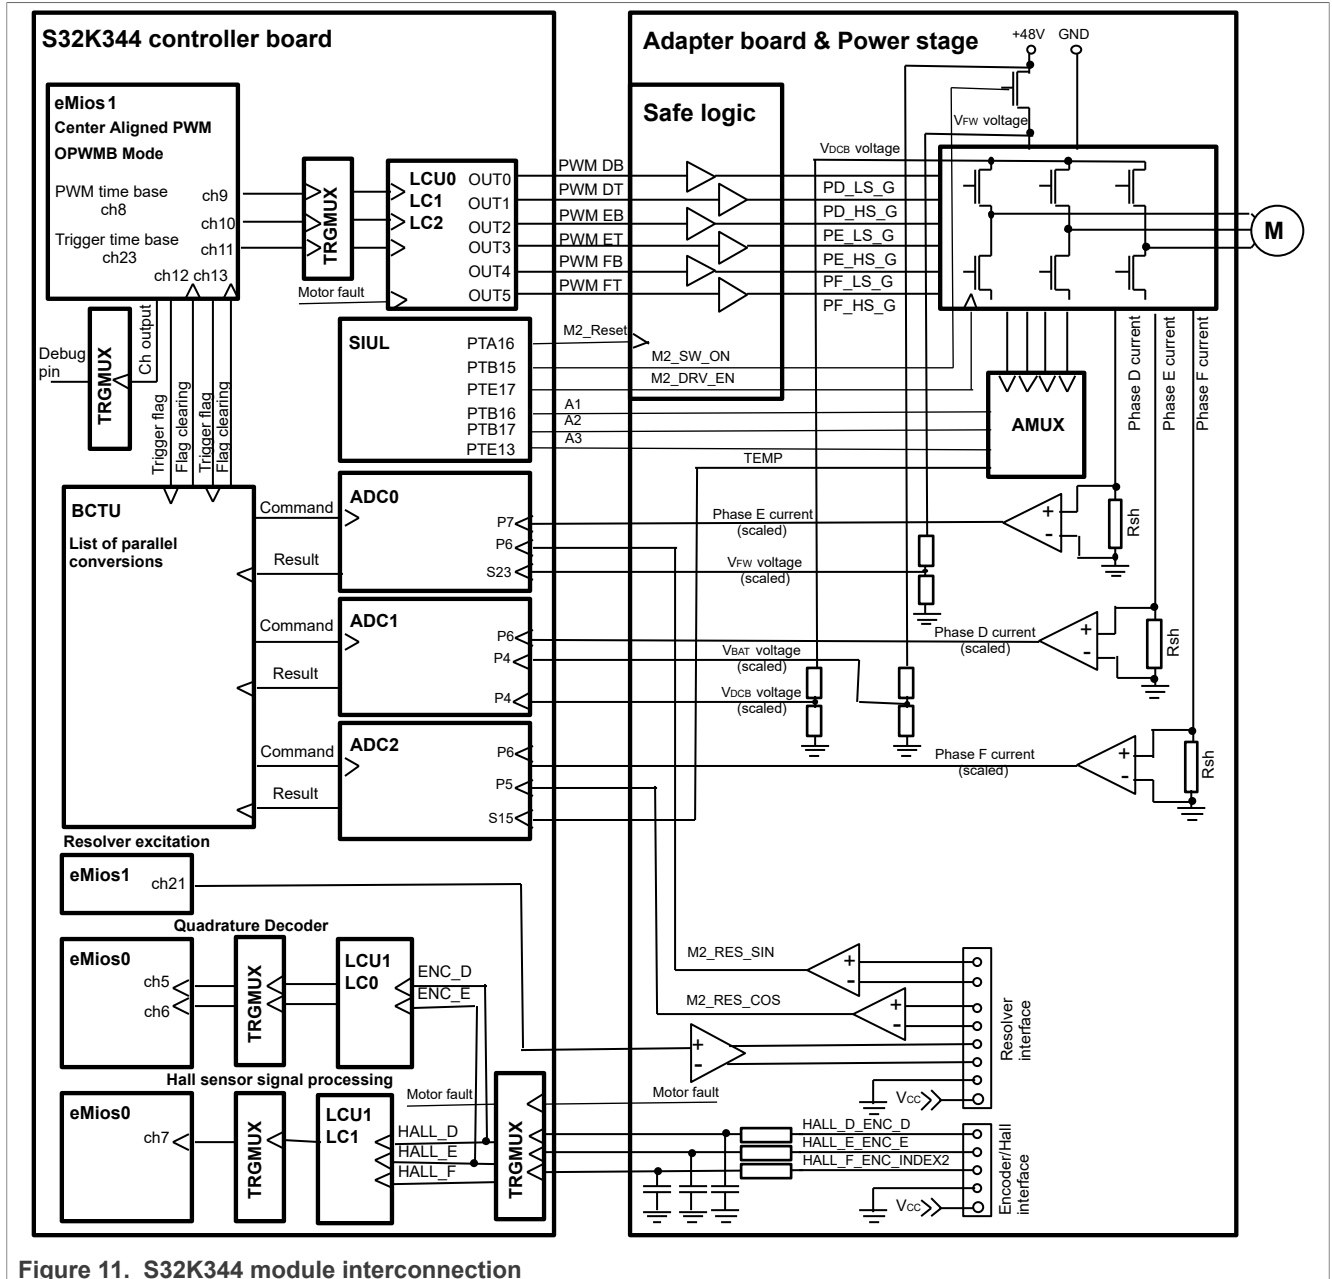 S32K344 controller board
Adapter board & Power stage
+48V
GND
eMios1
Center Aligned PWM
OPWMB Mode
PWM time base
ch8
Trigger time base
ch23
ch9
ch10
ch11
ch12 ch13
TRGMUX
LCU0
LC1
LC2
OUT0
OUT1
OUT2
OUT3
OUT4
OUT5
Motor fault
Safe logic
VFW voltage
VDCB voltage
PWM DB
PWM DT
PWM EB
PWM ET
PWM FB
PWM FT
PD_LS_G
PD_HS_G
PE_LS_G
PE_HS_G
PF_LS_G
PF_HS_G
M
Debug
pin
TRGMUX
Ch output
Trigger flag
Flag clearing
Trigger flag
Flag clearing
SIUL
PTA16
PTB15
PTE17
PTB16
PTB17
PTE13
M2_Reset
M2_SW_ON
M2_DRV_EN
A1
A2
A3
TEMP
AMUX
Phase D current
Phase E current
Phase F current
BCTU
List of parallel
conversions
Command
Result
Command
Result
Command
Result
ADC0
P7
P6
S23
Phase E current
(scaled)
VFW voltage
(scaled)
+
-
Rsh
ADC1
P6
P4
P4
Phase D current
(scaled)
VBAT voltage
(scaled)
VDCB voltage
(scaled)
+
-
Rsh
ADC2
P6
P5
S15
Phase F current
(scaled)
+
-
Rsh
Resolver excitation
eMios1
ch21
Quadrature Decoder
eMios0
ch5
ch6
TRGMUX
LCU1
LC0
ENC_D
ENC_E
M2_RES_SIN
+
-
M2_RES_COS
+
-
+
-
Resolver
interface
Vcc
Hall sensor signal processing
eMios0
ch7
TRGMUX
LCU1
LC1
Motor fault
HALL_D
HALL_E
HALL_F
TRGMUX
Motor fault
HALL_D_ENC_D
HALL_E_ENC_E
HALL_F_ENC_INDEX2
Vcc
Encoder/Hall
interface
Figure 11. S32K344 module interconnection